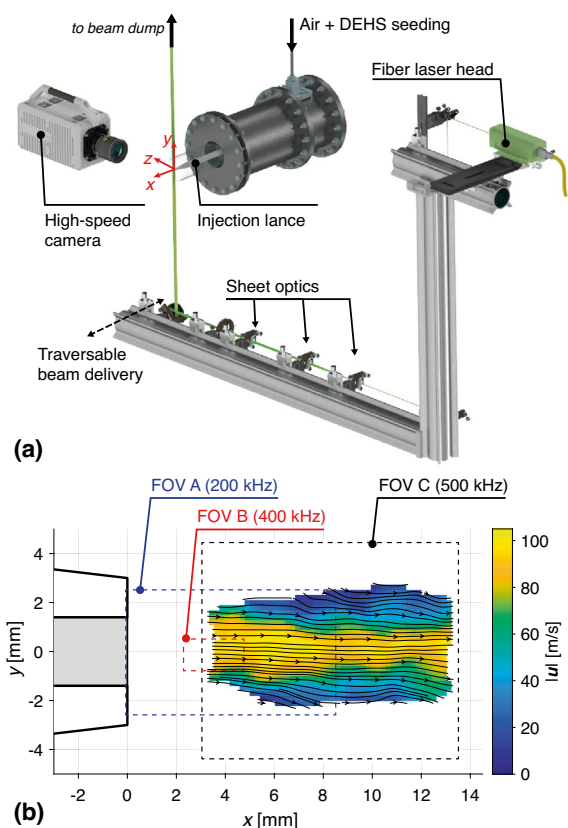 to beam dump
Air + DEHS seeding
Fiber laser head
y
z
x
High-speed
camera
Injection lance
Sheet optics
Traversable
beam delivery
(a)
FOV A (200 kHz)
FOV C (500 kHz)
FOV B (400 kHz)
4
2
0
-2
-4
y [mm]
-2
0
2
4
6
8
10
12
14
x [mm]
100
80
60
40
20
0
|u| [m/s]
(b)